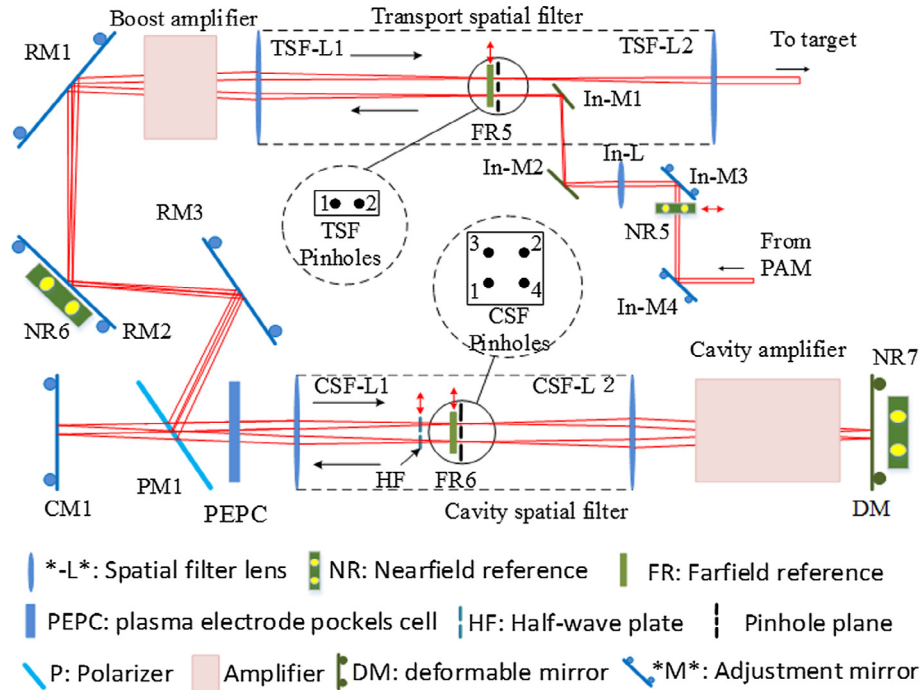 Boost amplifier
Transport spatial filter
RM1
TSF-L1
TSF-L2
To target
In-M1
FR5
In-M2
In-L
In-M3
1 2
TSF
Pinholes
NR5
RM3
From
PAM
3 2
1 4
CSF
Pinholes
In-M4
NR6
RM2
Cavity amplifier
NR7
CSF-L1
CSF-L 2
PM1
HF
FR6
CM1
PEPC
Cavity spatial filter
DM
*-L*: Spatial filter lens
NR: Nearfield reference
FR: Farfield reference
PEPC: plasma electrode pockels cell
HF: Half-wave plate
Pinhole plane
P: Polarizer
Amplifier
DM: deformable mirror
*M*: Adjustment mirror